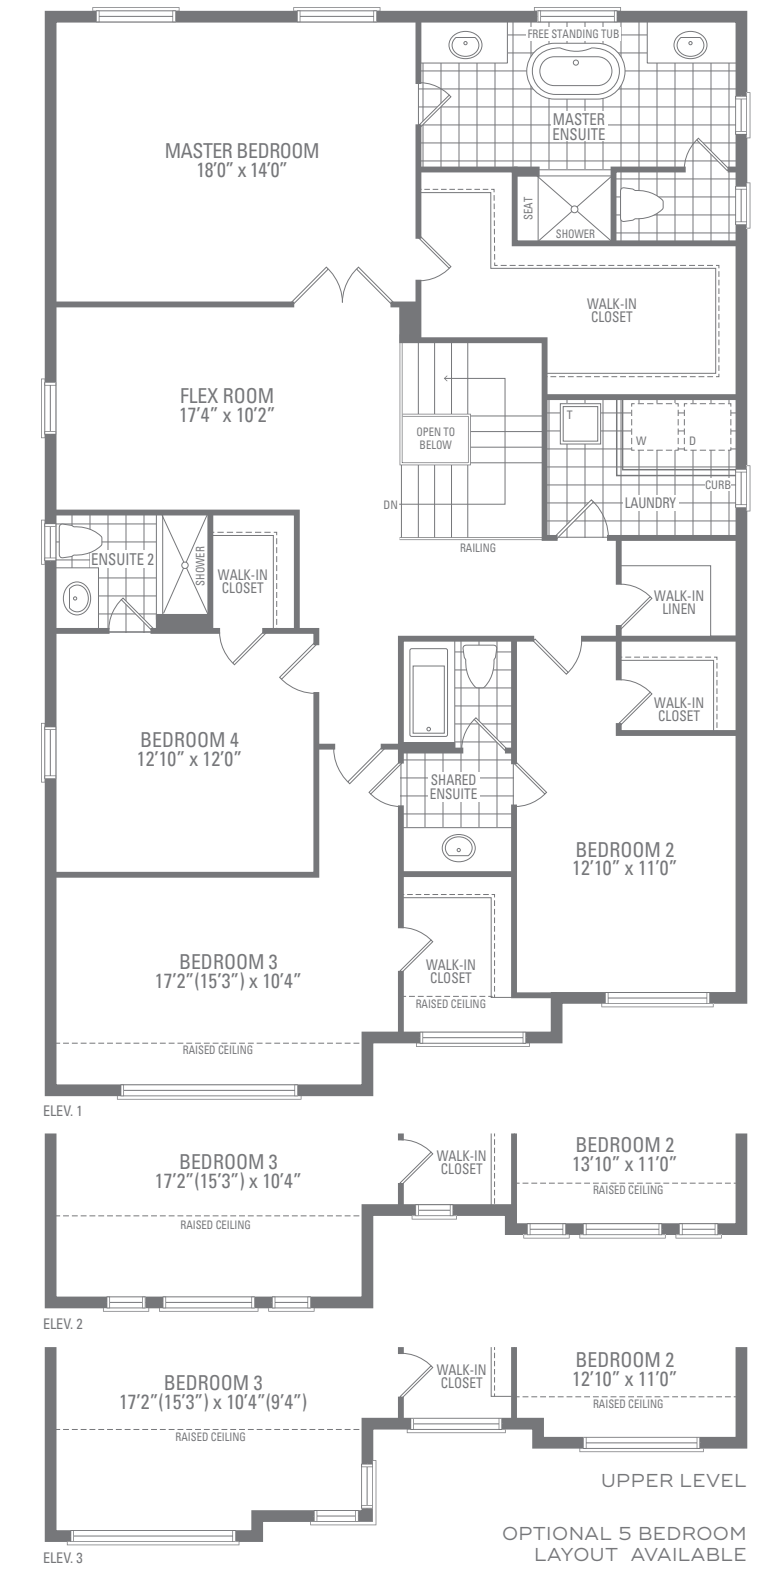 FREE STANDING TUB
MASTER
ENSUITE
MASTER BEDROOM
18'0" x 14'0"
SEAT
SHOWER
WALK-IN
CLOSET
FLEX ROOM
17'4" x 10'2"
OPEN TO
BELOW
T
W
D
CURB
LAUNDRY
DN
RAILING
ENSUITE 2
SHOWER
WALK-IN
CLOSET
WALK-IN
LINEN
WALK-IN
CLOSET
BEDROOM 4
12'10" x 12'0"
SHARED
ENSUITE
BEDROOM 2
12'10" x 11'0"
BEDROOM 3
17'2"(15'3") x 10'4"
WALK-IN
CLOSET
RAISED CEILING
RAISED CEILING
ELEV. 1
BEDROOM 3
17'2"(15'3") x 10'4"
RAISED CEILING
WALK-IN
CLOSET
BEDROOM 2
13'10" x 11'0"
RAISED CEILING
ELEV. 2
BEDROOM 3
17'2"(15'3") x 10'4"(9'4")
RAISED CEILING
WALK-IN
CLOSET
BEDROOM 2
12'10" x 11'0"
RAISED CEILING
ELEV. 3
UPPER LEVEL
OPTIONAL 5 BEDROOM
LAYOUT AVAILABLE